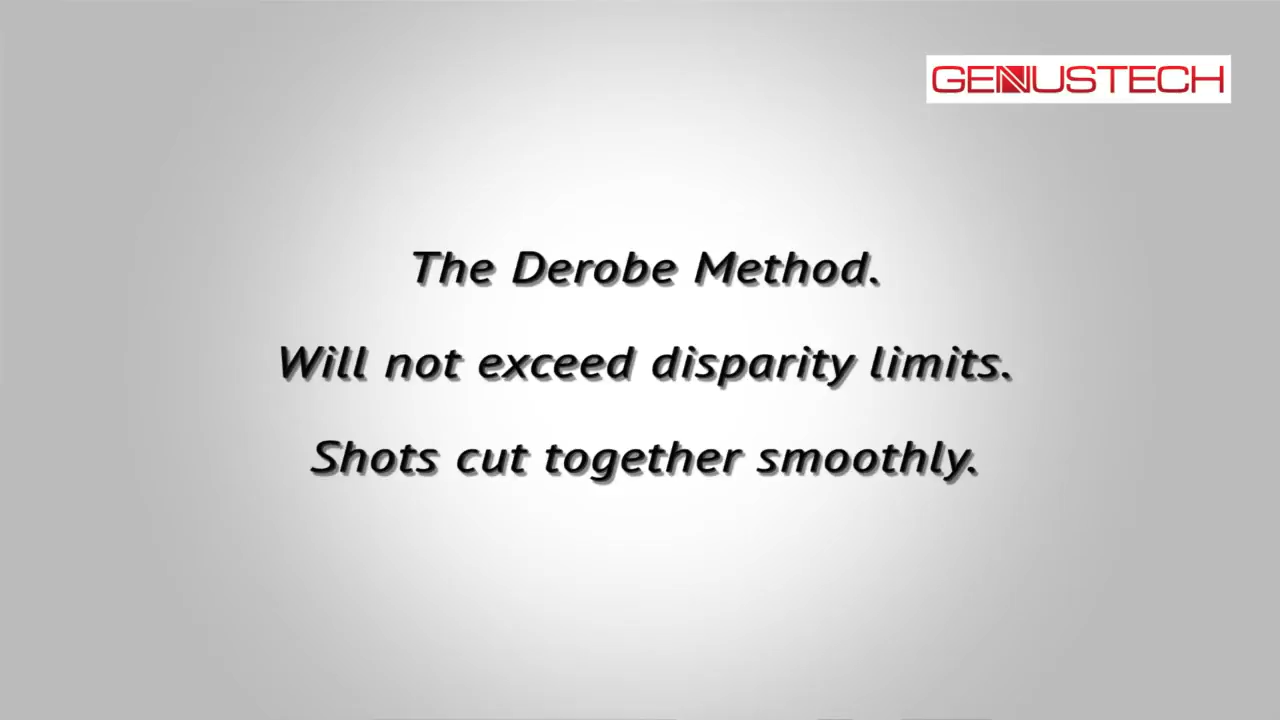 GENUSTECH
The Derobe Method.
Will not exceed disparity limits.
Shots cut together smoothly.